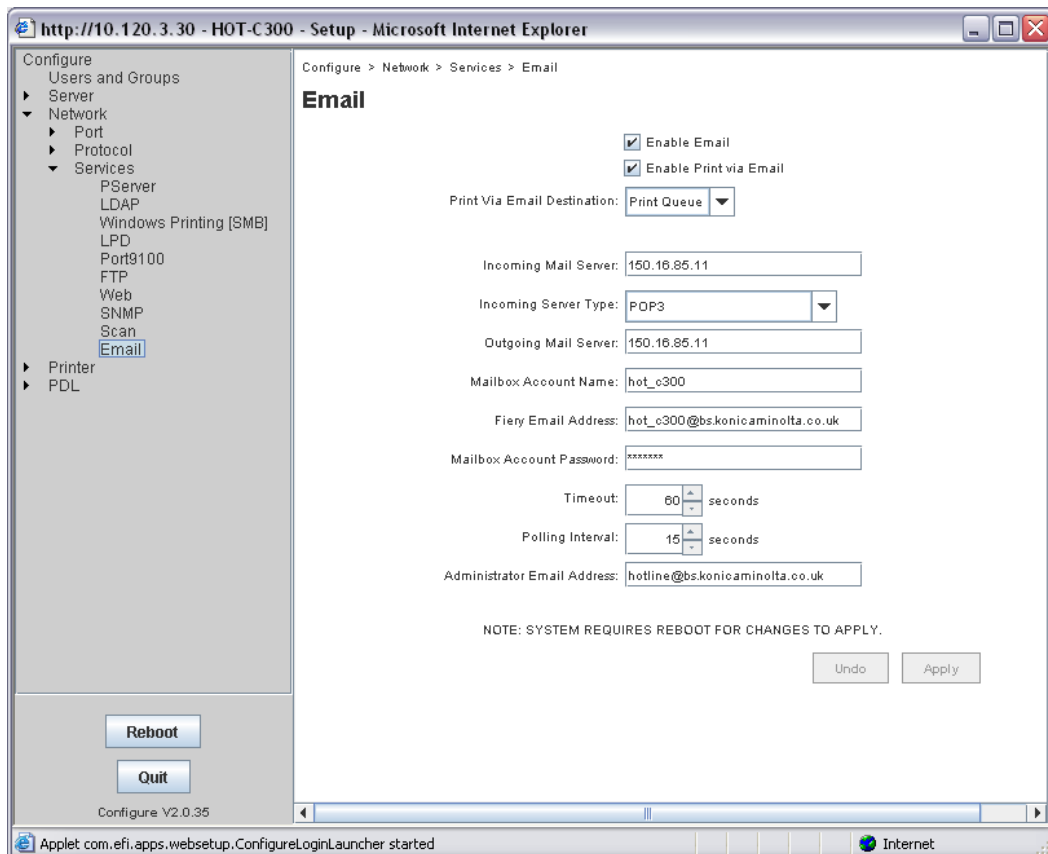 http://10.120.3.30 - HOT-C300 - Setup - Microsoft Internet Explorer
Configure
Users and Groups
Server
Network
Port
Protocol
Services
PServer
LDAP
Windows Printing [SMB]
LPD
Port9100
FTP
Web
SNMP
Scan
Email
Printer
PDL
Reboot
Quit
Configure V2.0.35
Configure > Network > Services > Email
Email
Enable Email
Enable Print via Email
Print Via Email Destination: Print Queue
Incoming Mail Server: 150.16.85.11
Incoming Server Type: POP3
Outgoing Mail Server: 150.16.85.11
Mailbox Account Name: hot_c300
Fiery Email Address: hot_c300@bs.konicaminolta.co.uk
Mailbox Account Password: *******
Timeout: 60 seconds
Polling Interval: 15 seconds
Administrator Email Address: hotline@bs.konicaminolta.co.uk
NOTE: SYSTEM REQUIRES REBOOT FOR CHANGES TO APPLY.
Undo Apply
Applet com.efi.apps.websetup.ConfigureLoginLauncher started Internet